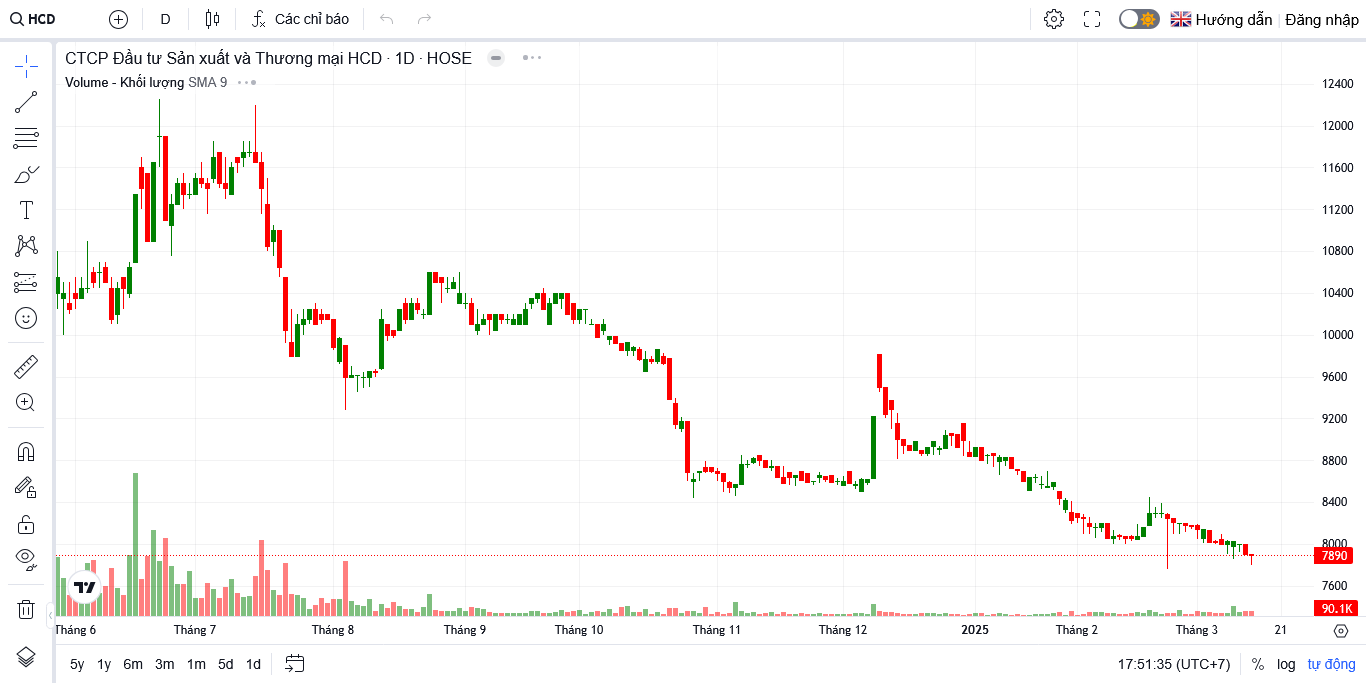 HCD D Các chỉ báo Hướng dẫn Đăng nhập
CTCP Đầu tư Sản xuất và Thương mại HCD · 1D · HOSE
Volume - Khối lượng SMA 9
12400
12000
11600
11200
10800
10400
10000
9600
9200
8800
8400
8000
7890
7600
90.1K
Tháng 6 Tháng 7 Tháng 8 Tháng 9 Tháng 10 Tháng 11 Tháng 12 2025 Tháng 2 Tháng 3 21
5y 1y 6m 3m 1m 5d 1d 17:51:35 (UTC+7) % log tự động